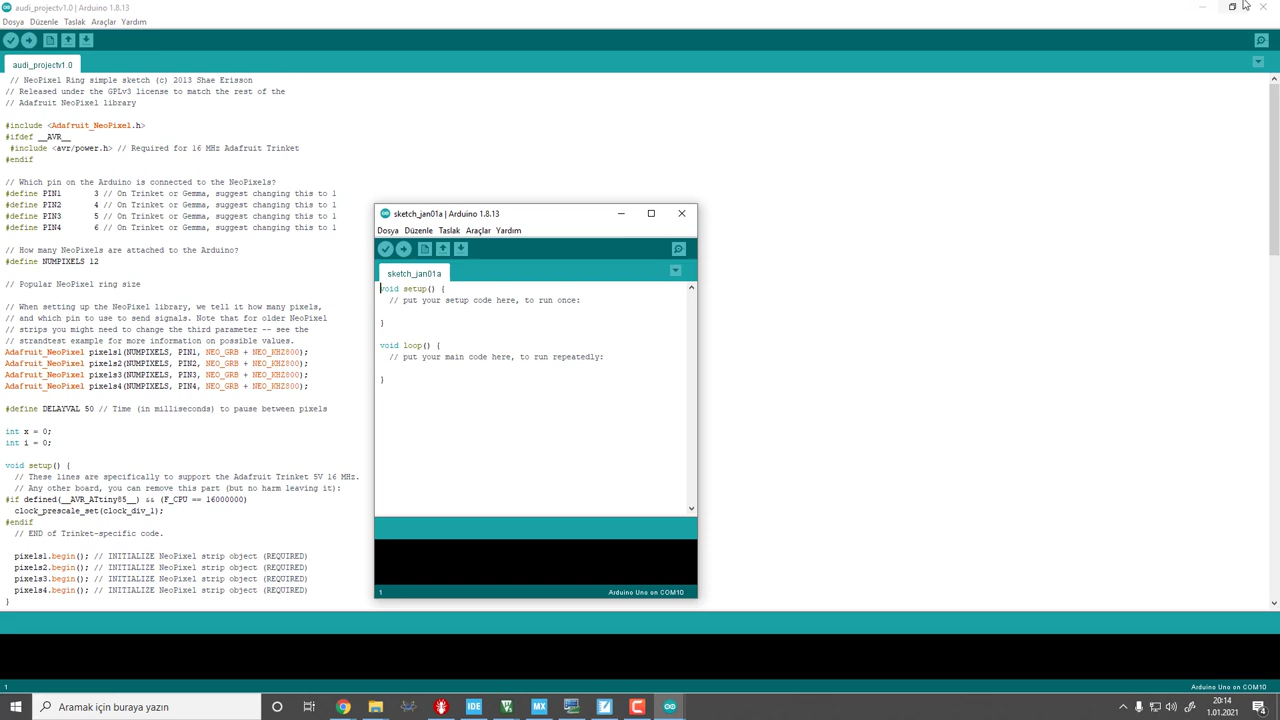 audi_projectv1.0 | Arduino 1.8.13
Dosya Düzenle Taslak Araçlar Yardım
audi_projectv1.0
// NeoPixel Ring simple sketch (c) 2013 Shae Erisson
// Released under the GPLv3 license to match the rest of the
// Adafruit NeoPixel library
#include <Adafruit_NeoPixel.h>
#ifdef __AVR__
#include <avr/power.h> // Required for 16 MHz Adafruit Trinket
#endif
// Which pin on the Arduino is connected to the NeoPixels?
#define PIN1 3 // On Trinket or Gemma, suggest changing this to 1
#define PIN2 4 // On Trinket or Gemma, suggest changing this to 1
#define PIN3 5 // On Trinket or Gemma, suggest changing this to 1
#define PIN4 6 // On Trinket or Gemma, suggest changing this to 1
// How many NeoPixels are attached to the Arduino?
#define NUMPIXELS 12
// Popular NeoPixel ring size
// When setting up the NeoPixel library, we tell it how many pixels,
// and which pin to use to send signals. Note that for older NeoPixel
// strips you might need to change the third parameter -- see the
// strandtest example for more information on possible values.
Adafruit_NeoPixel pixels1(NUMPIXELS, PIN1, NEO_GRB + NEO_KHZ800);
Adafruit_NeoPixel pixels2(NUMPIXELS, PIN2, NEO_GRB + NEO_KHZ800);
Adafruit_NeoPixel pixels3(NUMPIXELS, PIN3, NEO_GRB + NEO_KHZ800);
Adafruit_NeoPixel pixels4(NUMPIXELS, PIN4, NEO_GRB + NEO_KHZ800);
#define DELAYVAL 50 // Time (in milliseconds) to pause between pixels
int x = 0;
int i = 0;
void setup() {
// These lines are specifically to support the Adafruit Trinket 5V 16 MHz.
// Any other board, you can remove this part (but no harm leaving it):
#if defined(__AVR_ATtiny85__) && (F_CPU == 16000000)
clock_prescale_set(clock_div_1);
#endif
// END of Trinket-specific code.
pixels1.begin(); // INITIALIZE NeoPixel strip object (REQUIRED)
pixels2.begin(); // INITIALIZE NeoPixel strip object (REQUIRED)
pixels3.begin(); // INITIALIZE NeoPixel strip object (REQUIRED)
pixels4.begin(); // INITIALIZE NeoPixel strip object (REQUIRED)
}
sketch_jan01a | Arduino 1.8.13
Dosya Düzenle Taslak Araçlar Yardım
sketch_jan01a
void setup() {
// put your setup code here, to run once:
}
void loop() {
// put your main code here, to run repeatedly:
}
1 Arduino Uno on COM10
1 Arduino Uno on COM10
Aramak için buraya yazın
IDE
MX
20:14
1.01.2021